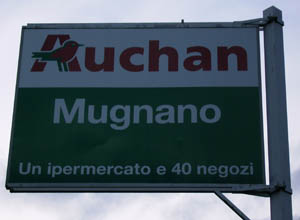 Auchan
Mugnano
Un ipermercato e 40 negozi